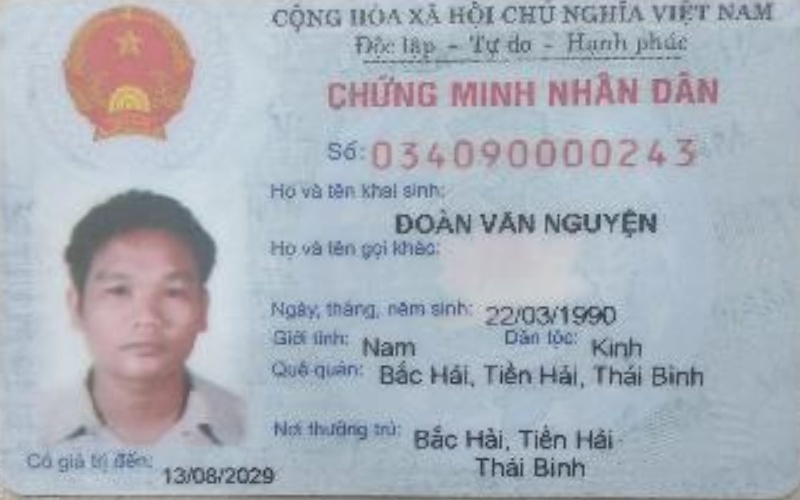 CỘNG HÒA XÃ HỘI CHỦ NGHĨA VIỆT NAM
Độc lập - Tự do - Hạnh phúc
CHỨNG MINH NHÂN DÂN
Số: 034090000243
Họ và tên khai sinh:
ĐOÀN VĂN NGUYỆN
Họ và tên gọi khác:
Ngày, tháng, năm sinh: 22/03/1990
Giới tính: Nam Dân tộc: Kinh
Quê quán: Bắc Hải, Tiền Hải, Thái Bình
Nơi thường trú: Bắc Hải, Tiền Hải
Thái Bình
Có giá trị đến: 13/08/2029